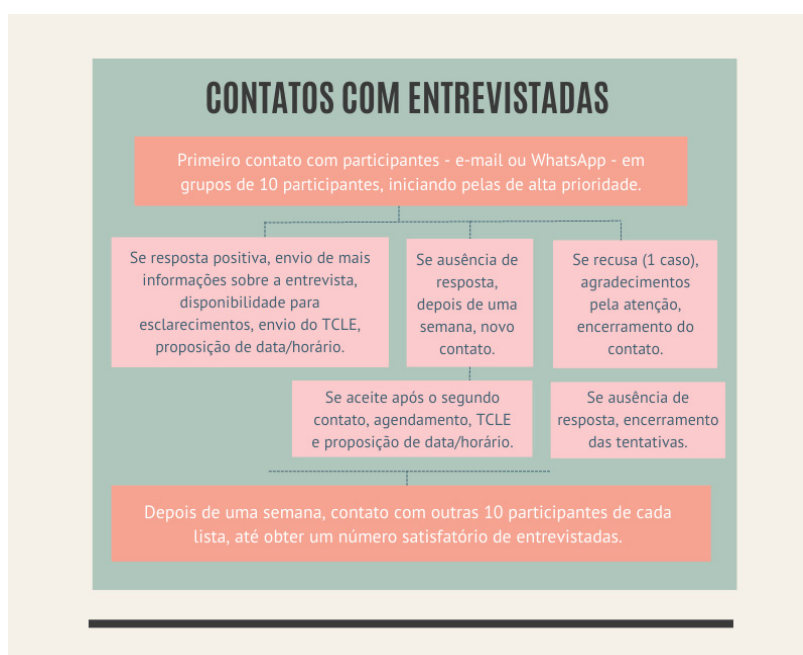 CONTATOS COM ENTREVISTADAS
Primeiro contato com participantes - e-mail ou WhatsApp - em
grupos de 10 participantes, iniciando pelas de alta prioridade.
Se resposta positiva, envio de mais
informações sobre a entrevista,
disponibilidade para
esclarecimentos, envio do TCLE,
proposição de data/horário.
Se ausência de
resposta,
depois de uma
semana, novo
contato.
Se recusa (1 caso),
agradecimentos
pela atenção,
encerramento do
contato.
Se aceite após o segundo
contato, agendamento, TCLE
e proposição de data/horário.
Se ausência de
resposta, encerramento
das tentativas.
Depois de uma semana, contato com outras 10 participantes de cada
lista, até obter um número satisfatório de entrevistadas.